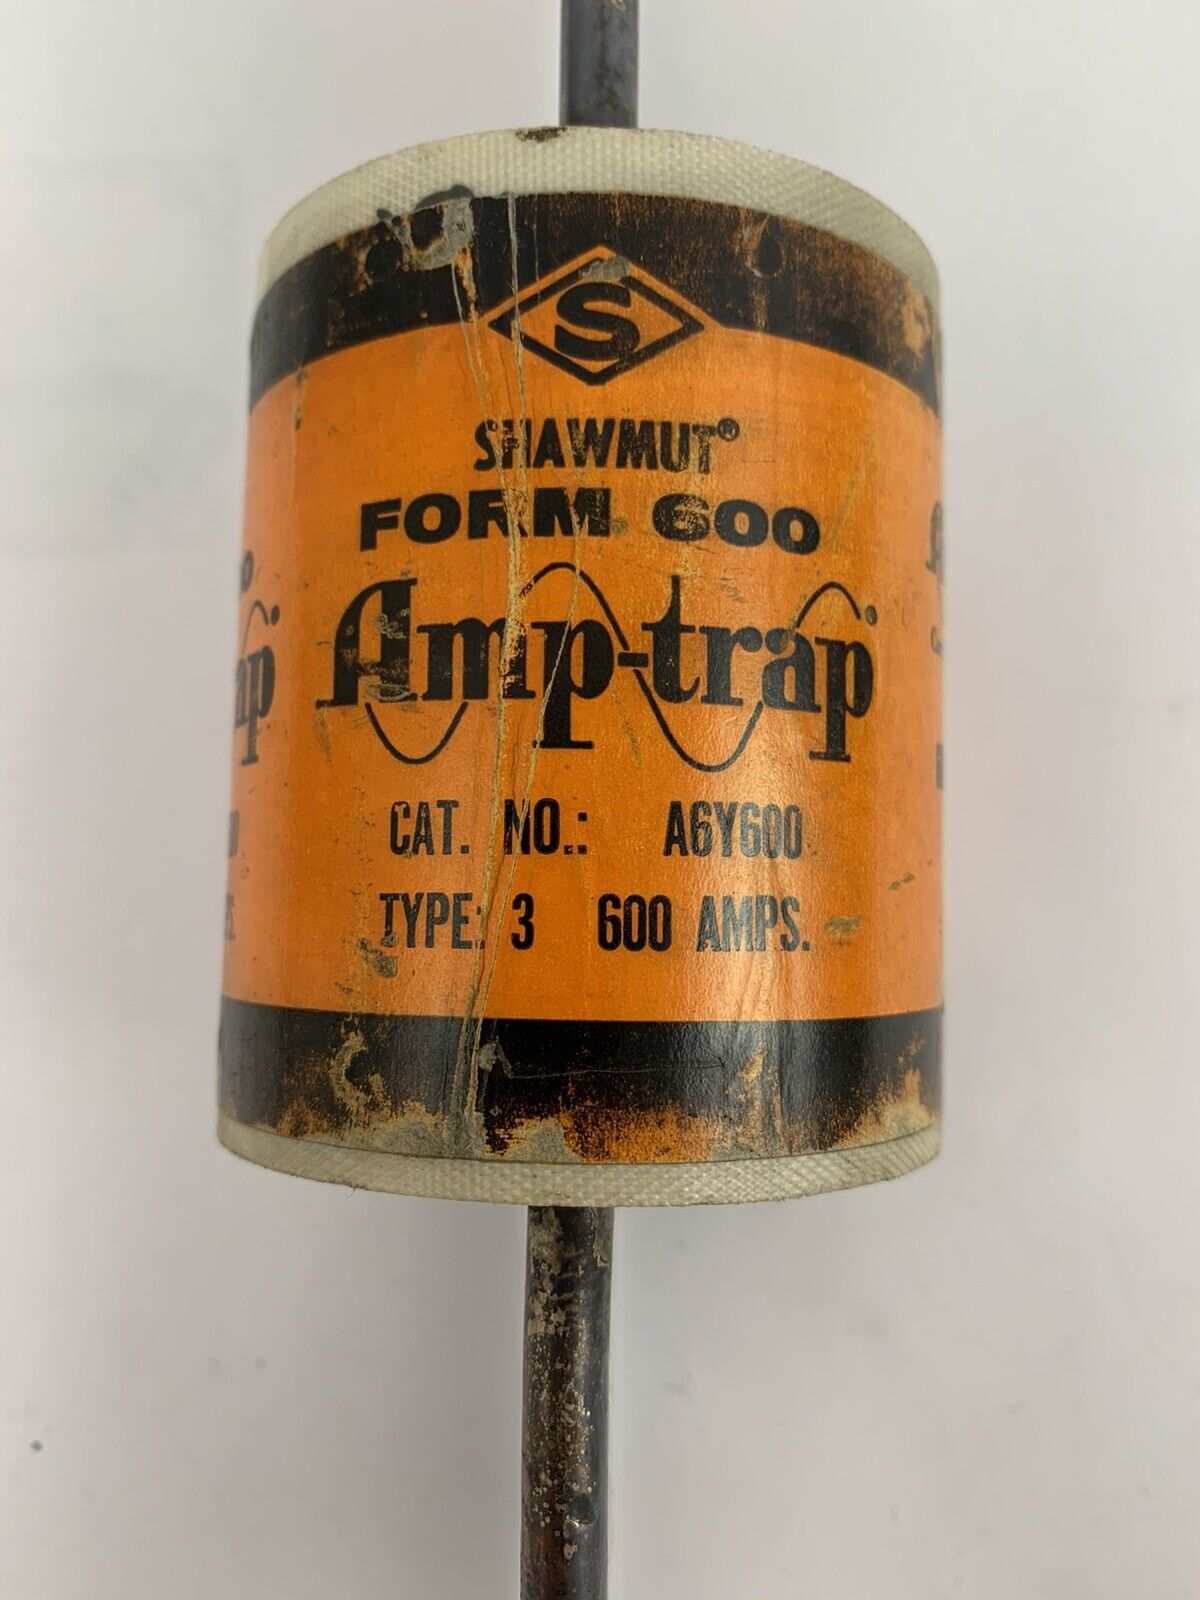 S
SHAWMUT®
FORM 600
Amp-trap®
CAT. NO.: A6Y600
TYPE: 3 600 AMPS.